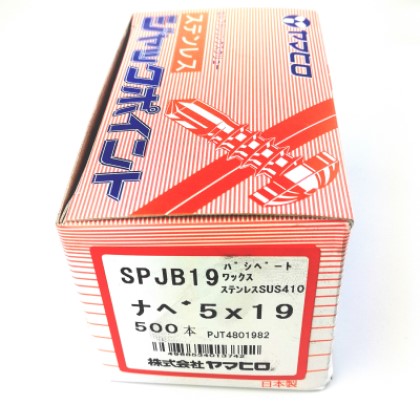 ヤマヒロ
ステンレス
ジャックポイント
SPJB19
パシペート
ワックス
ステンレスSUS410
ナベ 5×19
500本 PJT4801982
株式会社ヤマヒロ
日本製